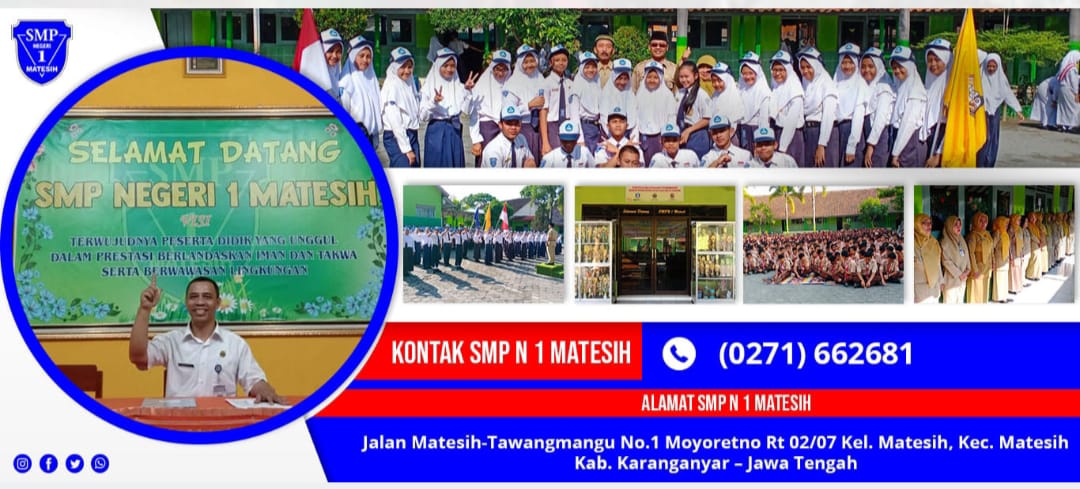 SMP
NEGERI
1
MATESIH
SELAMAT DATANG
SMP NEGERI 1 MATESIH
VISI
TERWUJUDNYA PESERTA DIDIK YANG UNGGUL
DALAM PRESTASI BERLANDASKAN IMAN DAN TAKWA
SERTA BERWAWASAN LINGKUNGAN
KONTAK SMP N 1 MATESIH
(0271) 662681
ALAMAT SMP N 1 MATESIH
Jalan Matesih-Tawangmangu No.1 Moyoretno Rt 02/07 Kel. Matesih, Kec. Matesih
Kab. Karanganyar – Jawa Tengah